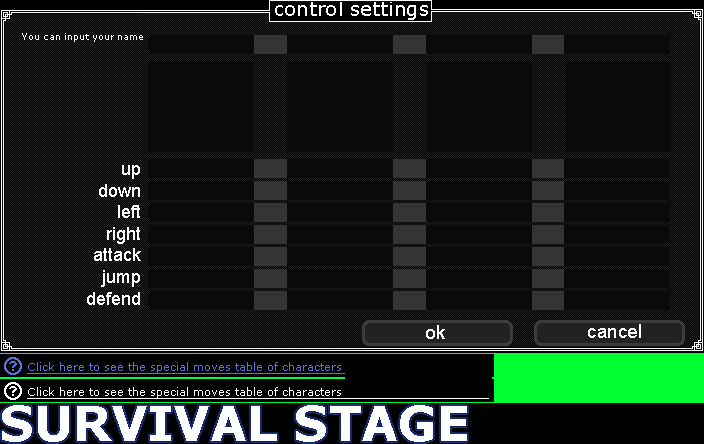 control settings
You can input your name
up
down
left
right
attack
jump
defend
ok cancel
? Click here to see the special moves table of characters
? Click here to see the special moves table of characters
SURVIVAL STAGE